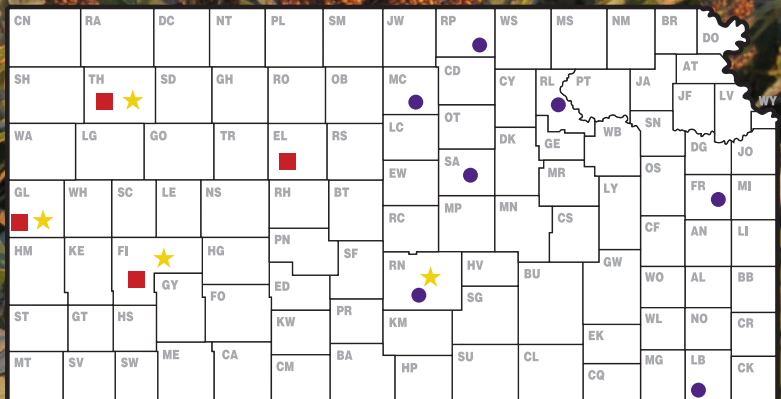 CN RA DC NT PL SM JW RP WS MS NM BR DO
SH TH SD GH RO OB MC CD CY RL PT JA AT
JF LV WY
WA LG GO TR EL RS LC OT DK GE WB SN
DG JO
GL WH SC LE NS RH BT EW SA MR LY OS FR MI
RC MP MN CS
HM KE FI HG PN SF RN HV BU GW CF AN LI
GY FO ED SG WO AL BB
ST GT HS KW PR KM EK WL NO CR
MT SV SW ME CA CM BA HP SU CL CQ MG LB CK